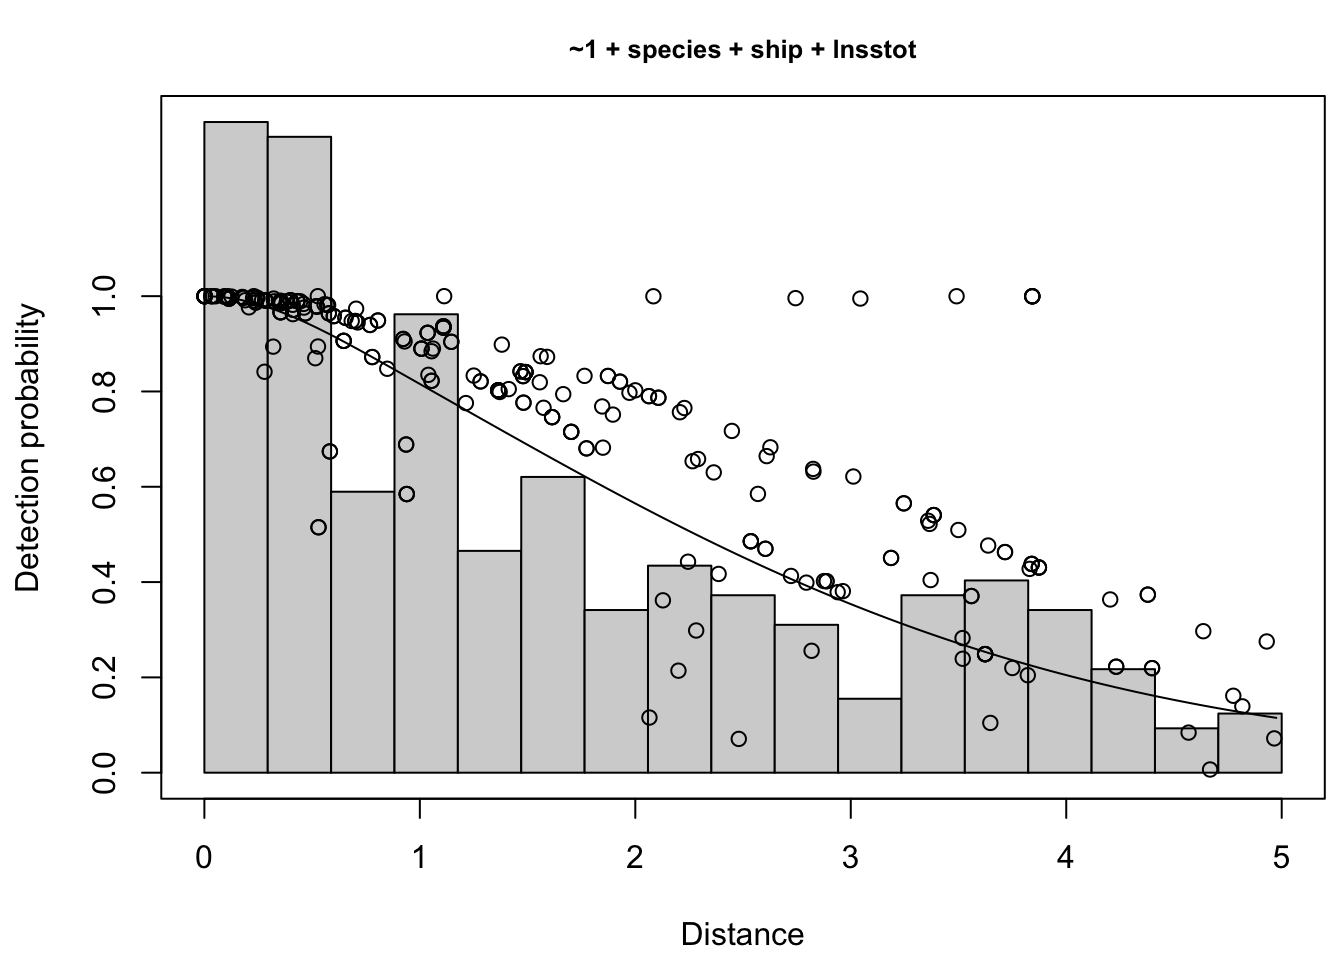 ~1 + species + ship + lnsstot
Detection probability
1.0
0.8
0.6
0.4
0.2
0.0
0 1 2 3 4 5
Distance